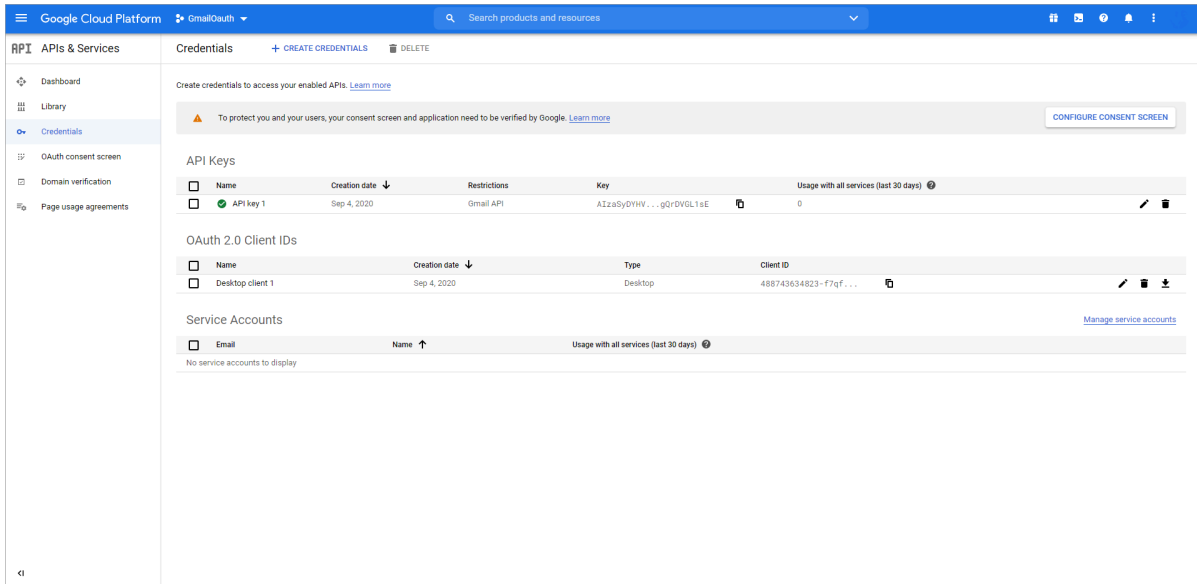 Google Cloud Platform GmailOauth Search products and resources
API APIs & Services Credentials + CREATE CREDENTIALS DELETE
Dashboard
Library
Credentials
OAuth consent screen
Domain verification
Page usage agreements
Create credentials to access your enabled APIs. Learn more
To protect you and your users, your consent screen and application need to be verified by Google. Learn more CONFIGURE CONSENT SCREEN
API Keys
Name Creation date Restrictions Key Usage with all services (last 30 days)
API key 1 Sep 4, 2020 Gmail API AIzaSyDYHV...gQrDVGL1sE 0
OAuth 2.0 Client IDs
Name Creation date Type Client ID
Desktop client 1 Sep 4, 2020 Desktop 488743634823-f7qf...
Service Accounts Manage service accounts
Email Name Usage with all services (last 30 days)
No service accounts to display